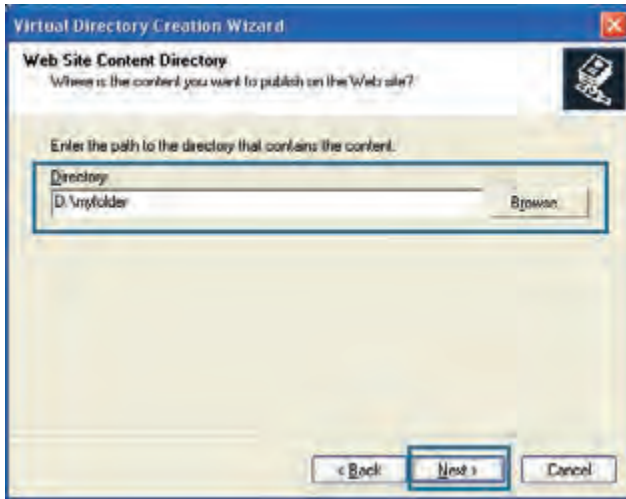 Virtual Directory Creation Wizard
Web Site Content Directory
Where is the content you want to publish on the Web site?
Enter the path to the directory that contains the content.
Directory
D:\myfolder
Browse...
< Back
Next >
Cancel